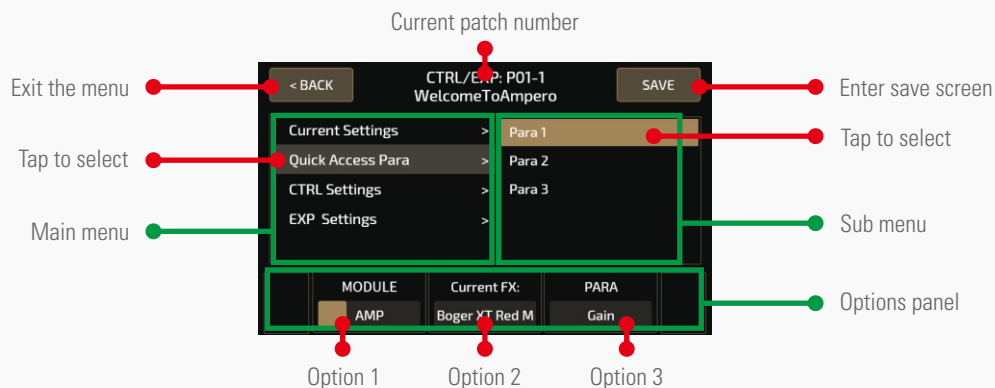 Current patch number
Exit the menu
< BACK
CTRL/EXP: P01-1
WelcomeToAmpero
SAVE
Enter save screen
Current Settings >
Para 1
Tap to select
Tap to select
Quick Access Para >
Para 2
CTRL Settings >
Para 3
Main menu
EXP Settings >
Sub menu
MODULE
Current FX:
PARA
Options panel
AMP
Boger XT Red M
Gain
Option 1
Option 2
Option 3